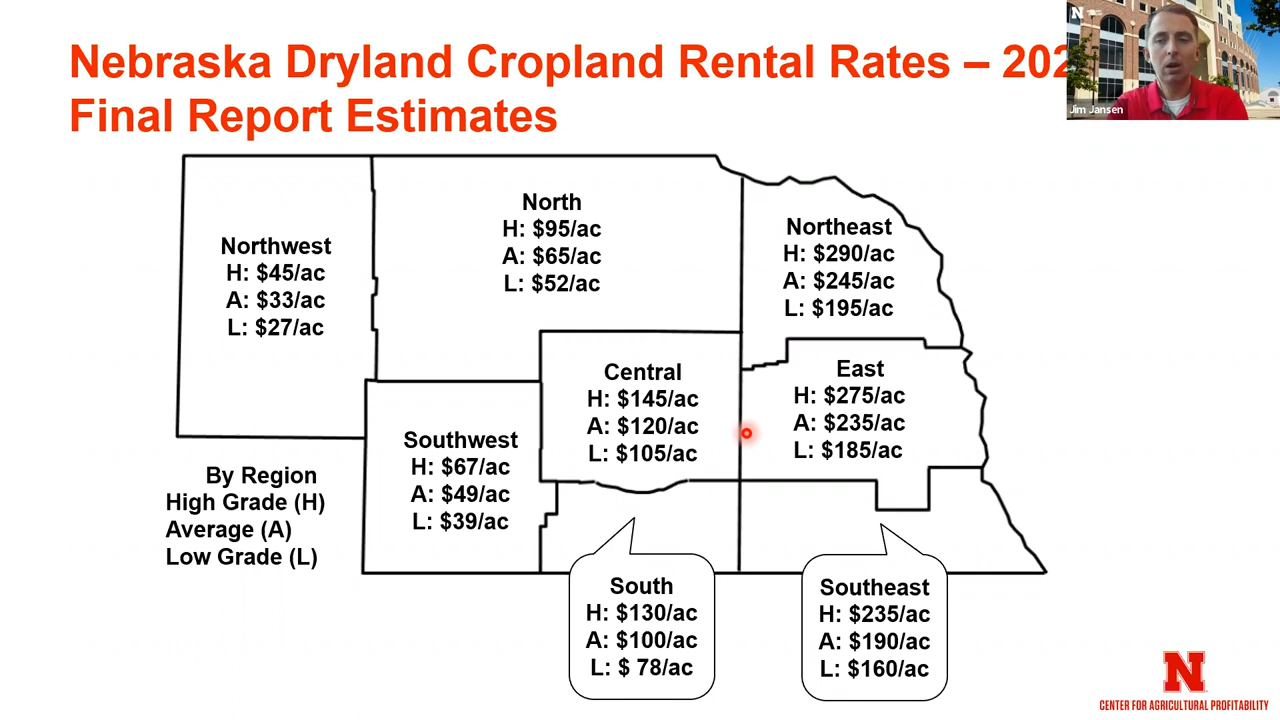 Nebraska Dryland Cropland Rental Rates – 202
Final Report Estimates
N
Jim Jansen
Northwest
H: $45/ac
A: $33/ac
L: $27/ac
North
H: $95/ac
A: $65/ac
L: $52/ac
Northeast
H: $290/ac
A: $245/ac
L: $195/ac
Central
H: $145/ac
A: $120/ac
L: $105/ac
East
H: $275/ac
A: $235/ac
L: $185/ac
Southwest
H: $67/ac
A: $49/ac
L: $39/ac
By Region
High Grade (H)
Average (A)
Low Grade (L)
South
H: $130/ac
A: $100/ac
L: $ 78/ac
Southeast
H: $235/ac
A: $190/ac
L: $160/ac
N
CENTER FOR AGRICULTURAL PROFITABILITY